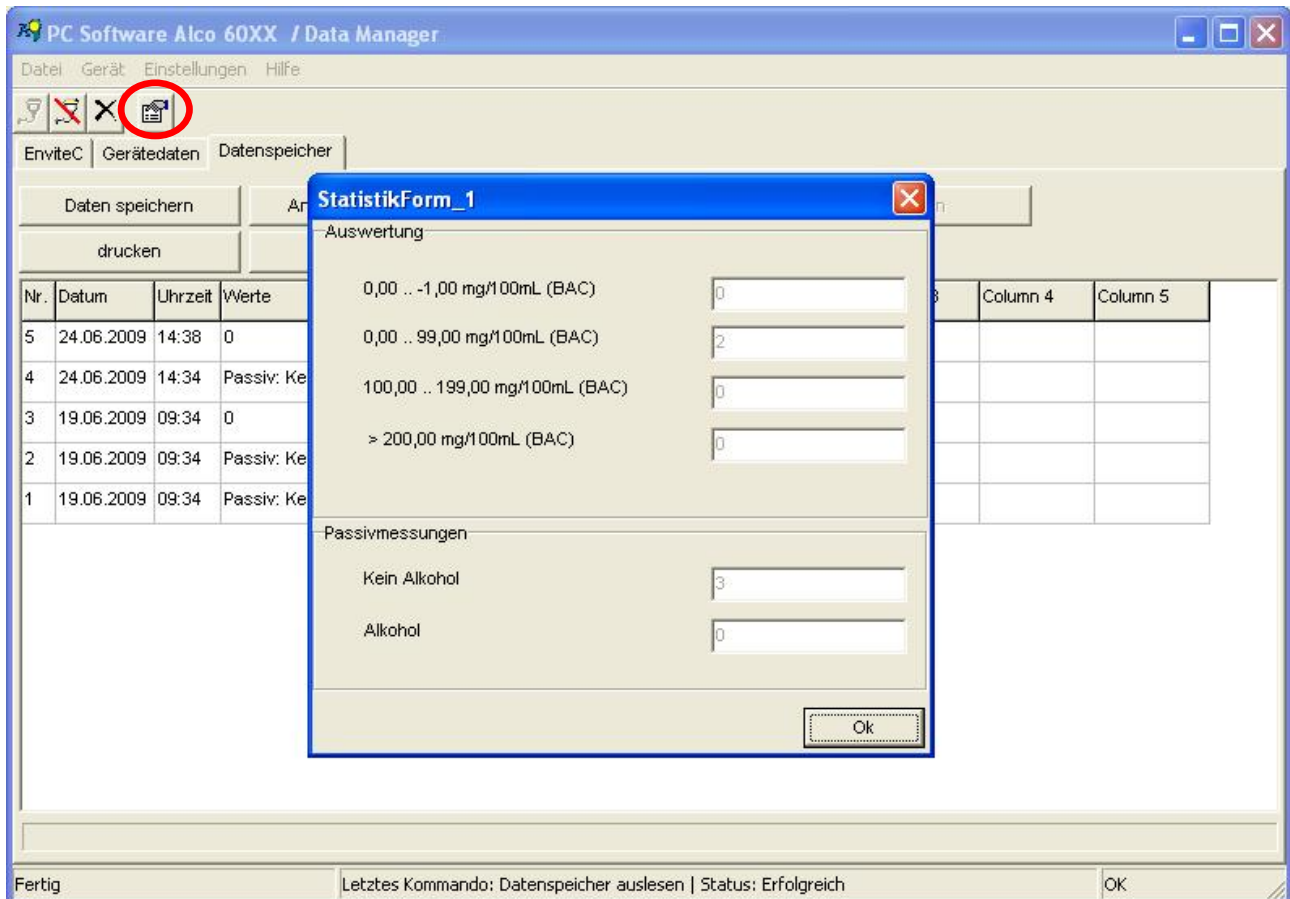 PC Software Alco 60XX / Data Manager
Datei Gerät Einstellungen Hilfe
EnviteC Gerätedaten Datenspeicher
Daten speichern
drucken
Nr. Datum Uhrzeit Werte Column 4 Column 5
5 24.06.2009 14:38 0
4 24.06.2009 14:34 Passiv: Ke
3 19.06.2009 09:34 0
2 19.06.2009 09:34 Passiv: Ke
1 19.06.2009 09:34 Passiv: Ke
StatistikForm_1
Auswertung
0,00 .. -1,00 mg/100mL (BAC) 0
0,00 .. 99,00 mg/100mL (BAC) 2
100,00 .. 199,00 mg/100mL (BAC) 0
> 200,00 mg/100mL (BAC) 0
Passivmessungen
Kein Alkohol 3
Alkohol 0
Ok
Fertig Letztes Kommando: Datenspeicher auslesen | Status: Erfolgreich OK